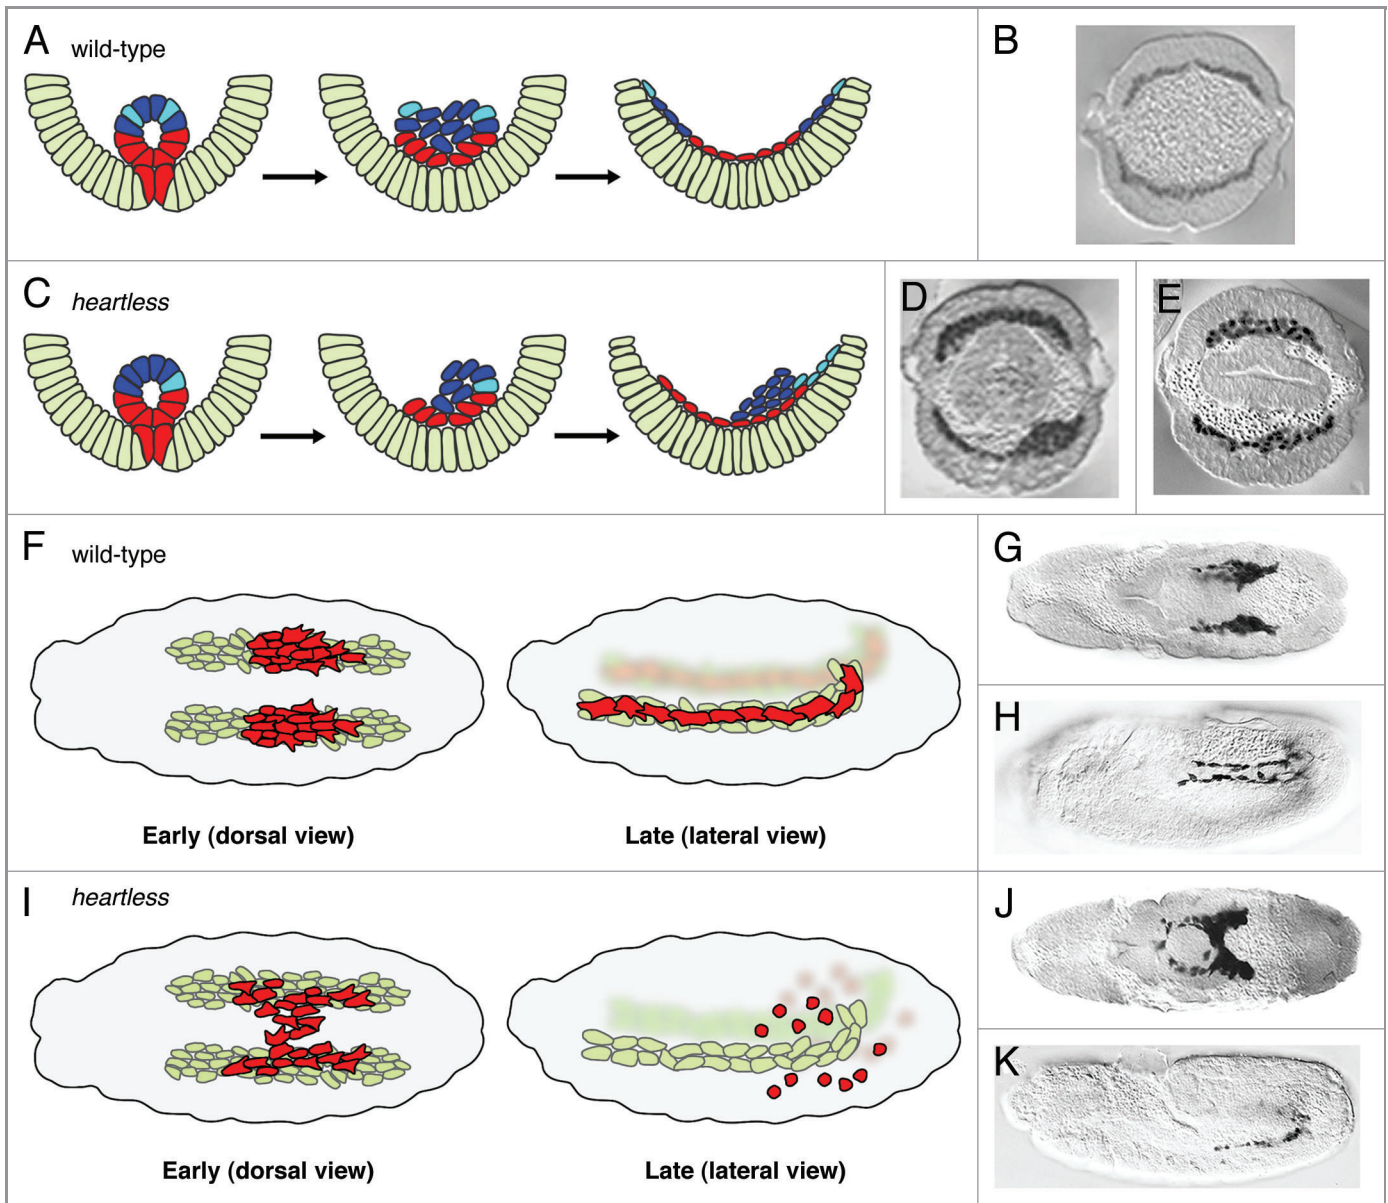 A wild-type
B
C heartless
D
E
F wild-type
Early (dorsal view)
Late (lateral view)
G
H
I heartless
Early (dorsal view)
Late (lateral view)
J
K